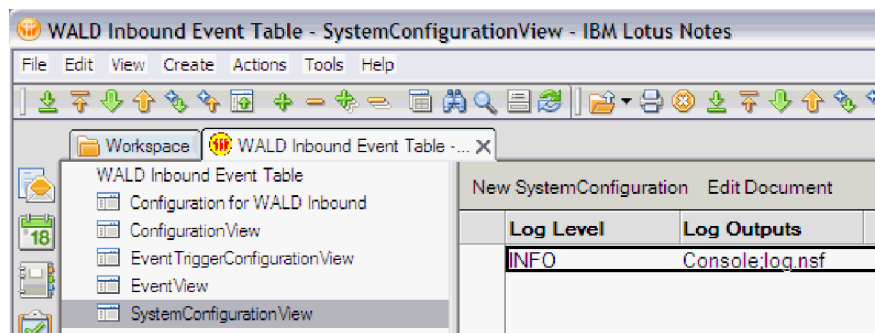 WALD Inbound Event Table - SystemConfigurationView - IBM Lotus Notes
File Edit View Create Actions Tools Help
Workspace WALD Inbound Event Table -...
WALD Inbound Event Table
Configuration for WALD Inbound
ConfigurationView
EventTriggerConfigurationView
EventView
SystemConfigurationView
18
New SystemConfiguration Edit Document
Log Level Log Outputs
INFO Console;log.nsf